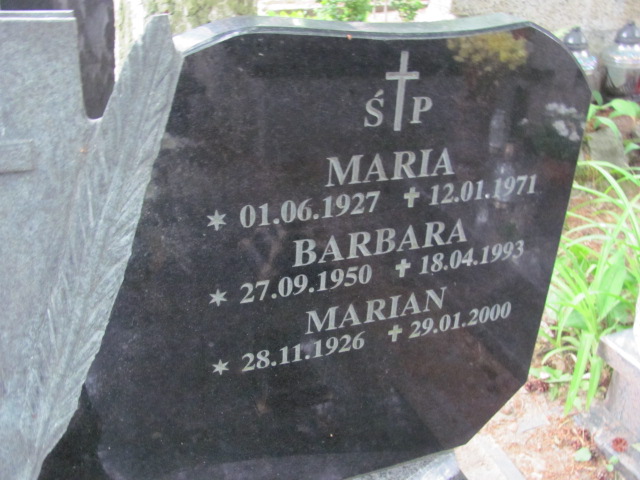 Ś P
MARIA
* 01.06.1927 ✝ 12.01.1971
BARBARA
* 27.09.1950 ✝ 18.04.1993
MARIAN
* 28.11.1926 ✝ 29.01.2000